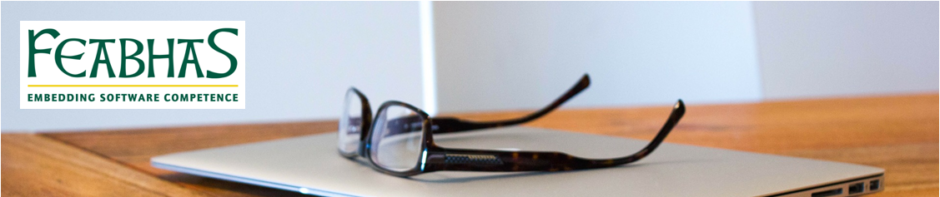 FEABHAS
EMBEDDING SOFTWARE COMPETENCE